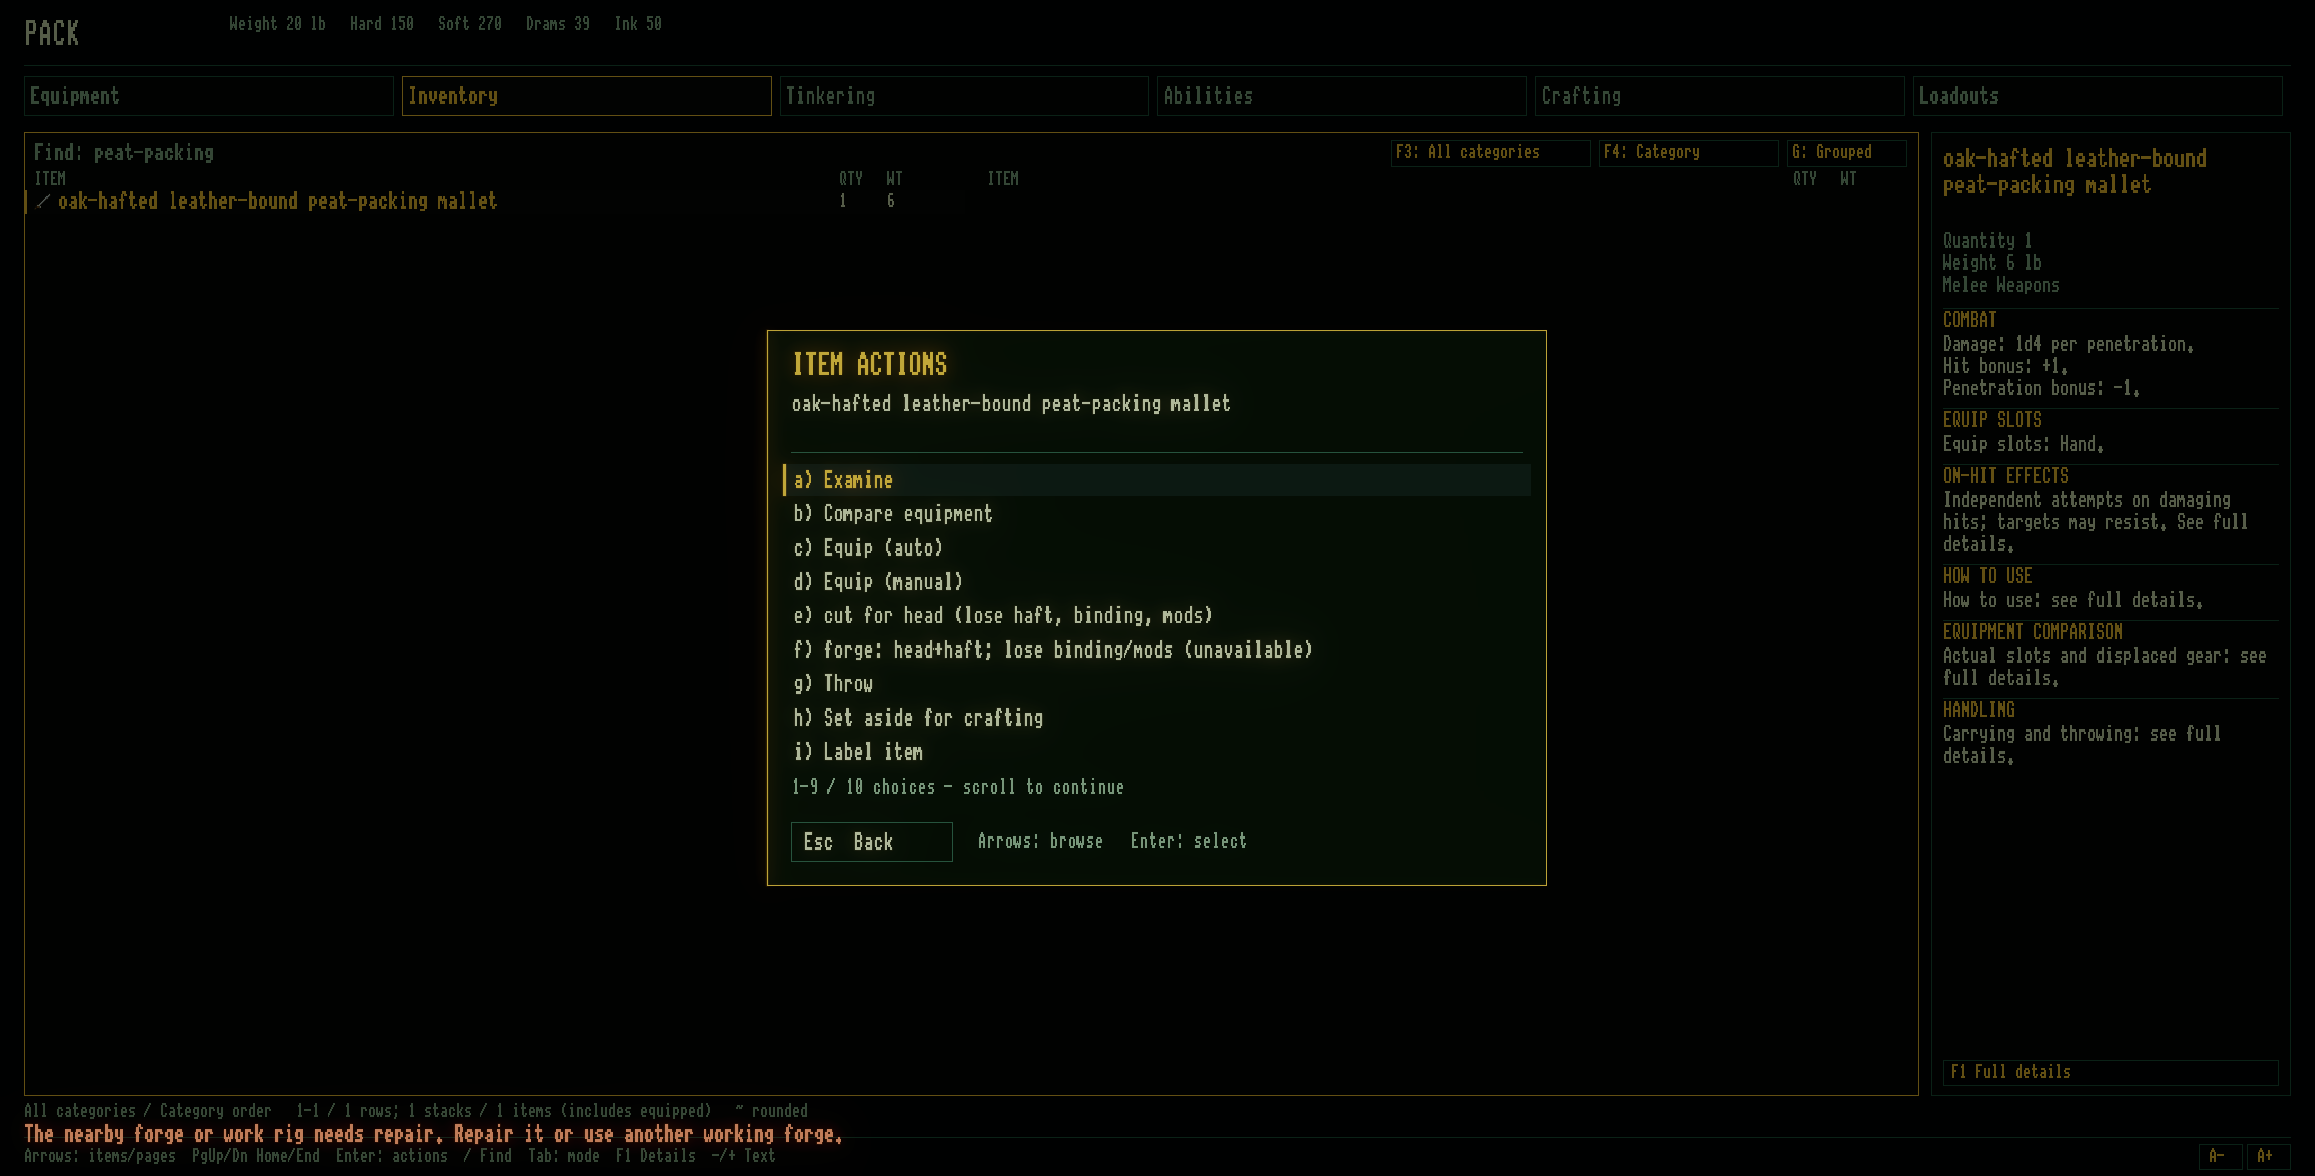 PACK
Weight 20 lb Hard 150 Soft 270 Drams 39 Ink 50
Equipment Inventory Tinkering Abilities Crafting Loadouts
Find: peat-packing
F3: All categories F4: Category G: Grouped
ITEM QTY WT ITEM QTY WT
oak-hafted leather-bound peat-packing mallet 1 6
ITEM ACTIONS
oak-hafted leather-bound peat-packing mallet
a) Examine
b) Compare equipment
c) Equip (auto)
d) Equip (manual)
e) cut for head (lose haft, binding, mods)
f) forge: head+haft; lose binding/mods (unavailable)
g) Throw
h) Set aside for crafting
i) Label item
1-9 / 10 choices - scroll to continue
Esc Back Arrows: browse Enter: select
oak-hafted leather-bound
peat-packing mallet
Quantity 1
Weight 6 lb
Melee Weapons
COMBAT
Damage: 1d4 per penetration.
Hit bonus: +1.
Penetration bonus: -1.
EQUIP SLOTS
Equip slots: Hand.
ON-HIT EFFECTS
Independent attempts on damaging
hits; targets may resist. See full
details.
HOW TO USE
How to use: see full details.
EQUIPMENT COMPARISON
Actual slots and displaced gear: see
full details.
HANDLING
Carrying and throwing: see full
details.
F1 Full details
All categories / Category order 1-1 / 1 rows; 1 stacks / 1 items (includes equipped) ~ rounded
The nearby forge or work rig needs repair. Repair it or use another working forge.
Arrows: items/pages PgUp/Dn Home/End Enter: actions / Find Tab: mode F1 Details -/+ Text
A- A+